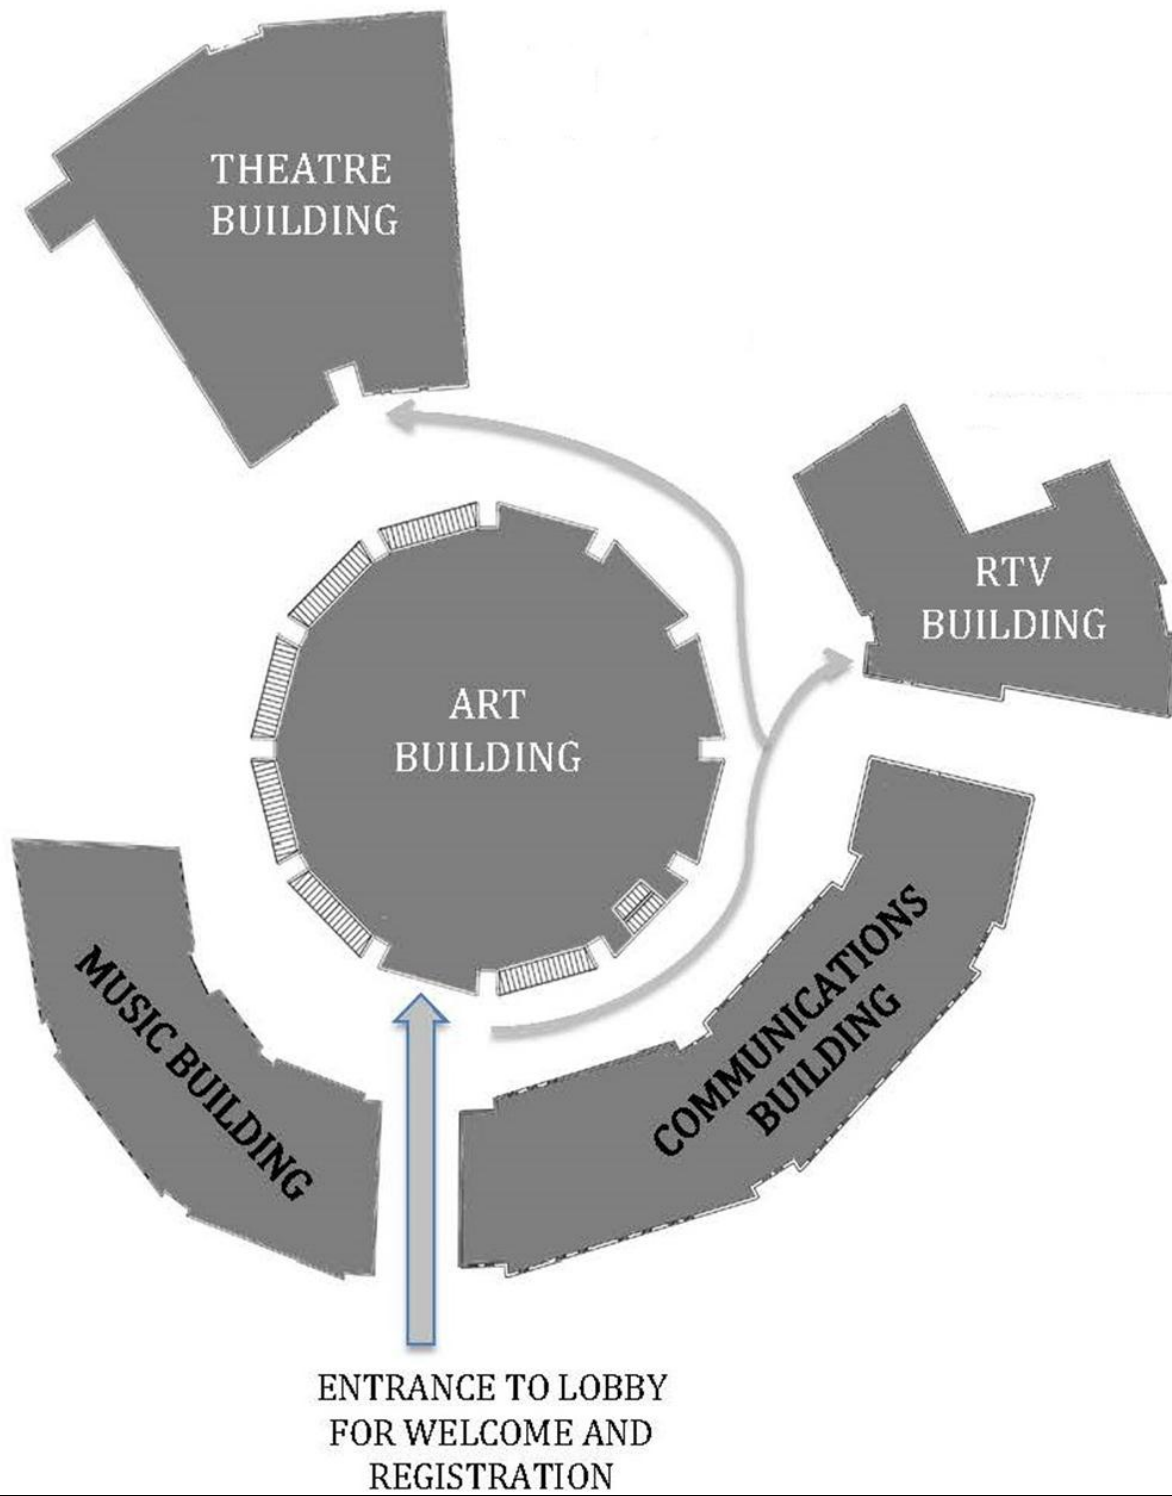 THEATRE
BUILDING
RTV
BUILDING
ART
BUILDING
MUSIC BUILDING
COMMUNICATIONS
BUILDING
ENTRANCE TO LOBBY
FOR WELCOME AND
REGISTRATION